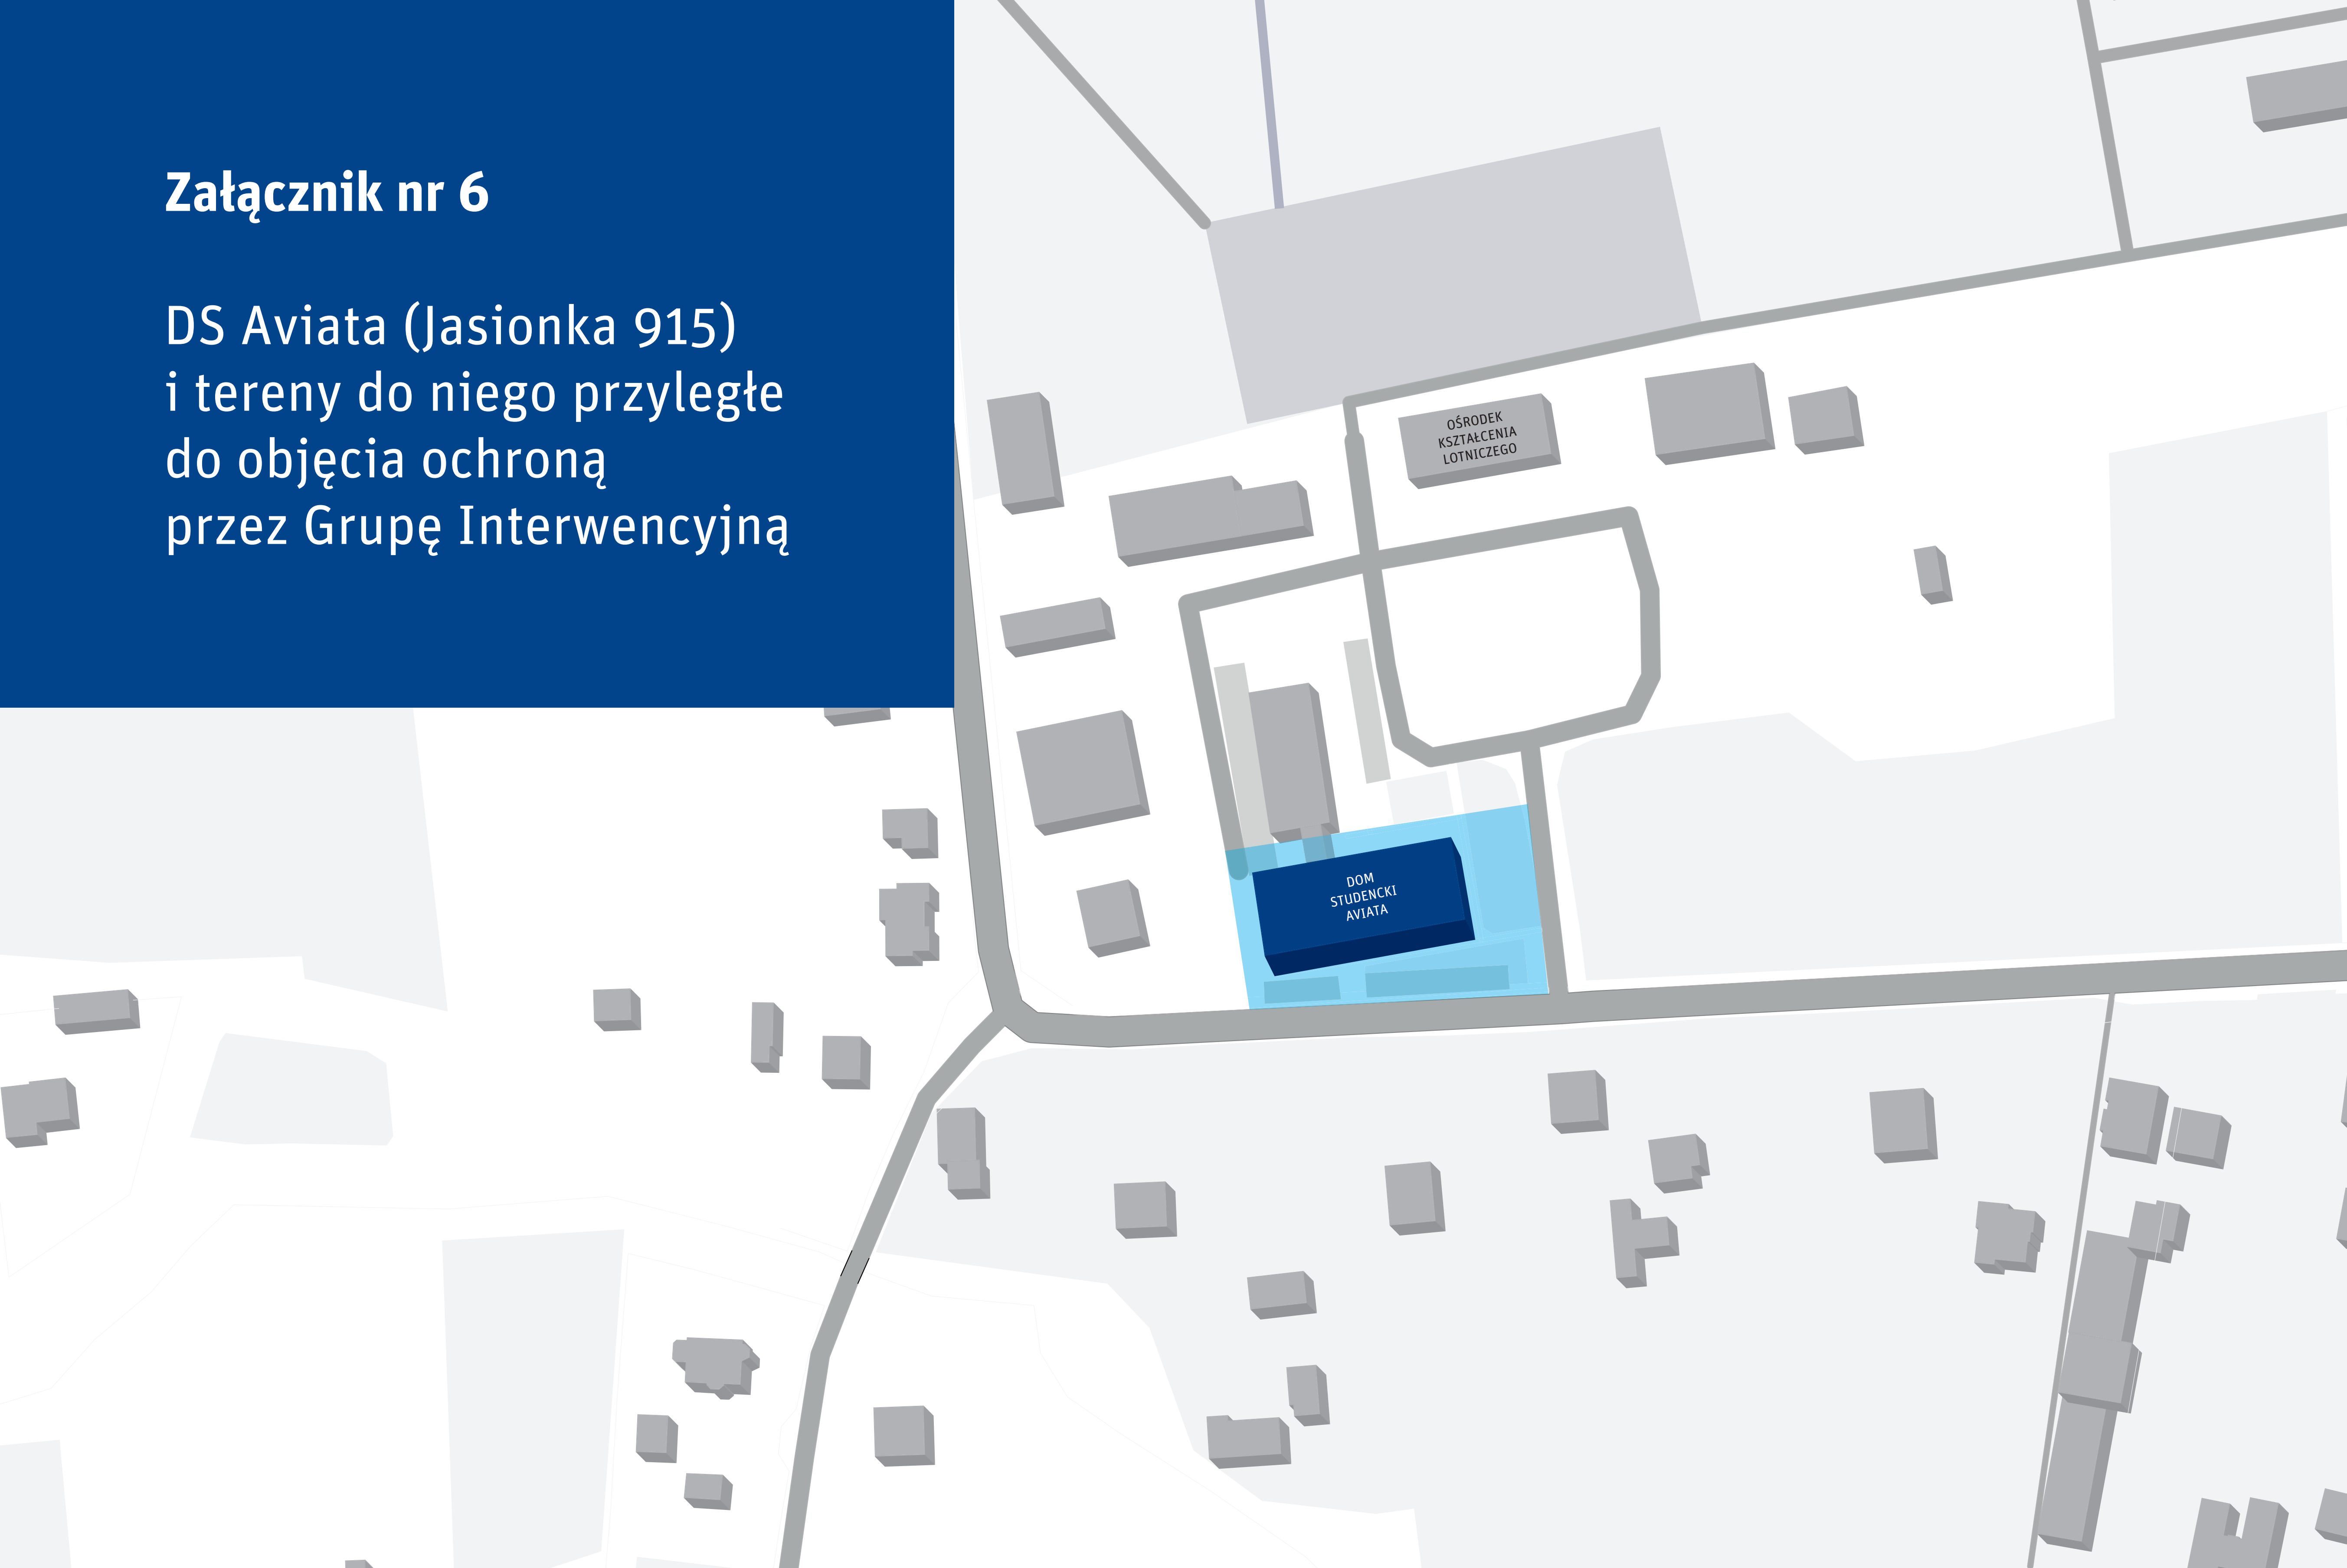 Załącznik nr 6
DS Aviata (Jasionka 915)
i tereny do niego przyległe
do objęcia ochroną
przez Grupę Interwencyjną
OŚRODEK
KSZTAŁCENIA
LOTNICZEGO
DOM
STUDENCKI
AVIATA